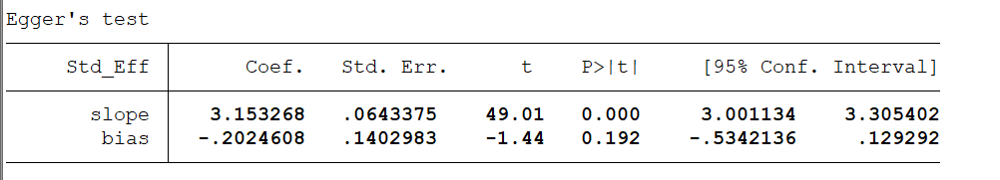 Egger's test
Std_Eff Coef. Std. Err. t P>|t| [95% Conf. Interval]
slope 3.153268 .0643375 49.01 0.000 3.001134 3.305402
bias -.2024608 .1402983 -1.44 0.192 -.5342136 .129292